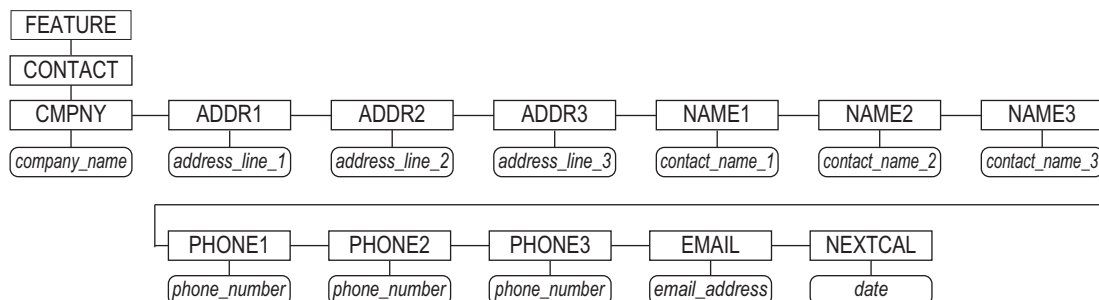 FEATURE
CONTACT
CMPNY ADDR1 ADDR2 ADDR3 NAME1 NAME2 NAME3
company_name address_line_1 address_line_2 address_line_3 contact_name_1 contact_name_2 contact_name_3
PHONE1 PHONE2 PHONE3 EMAIL NEXTCAL
phone_number phone_number phone_number email_address date